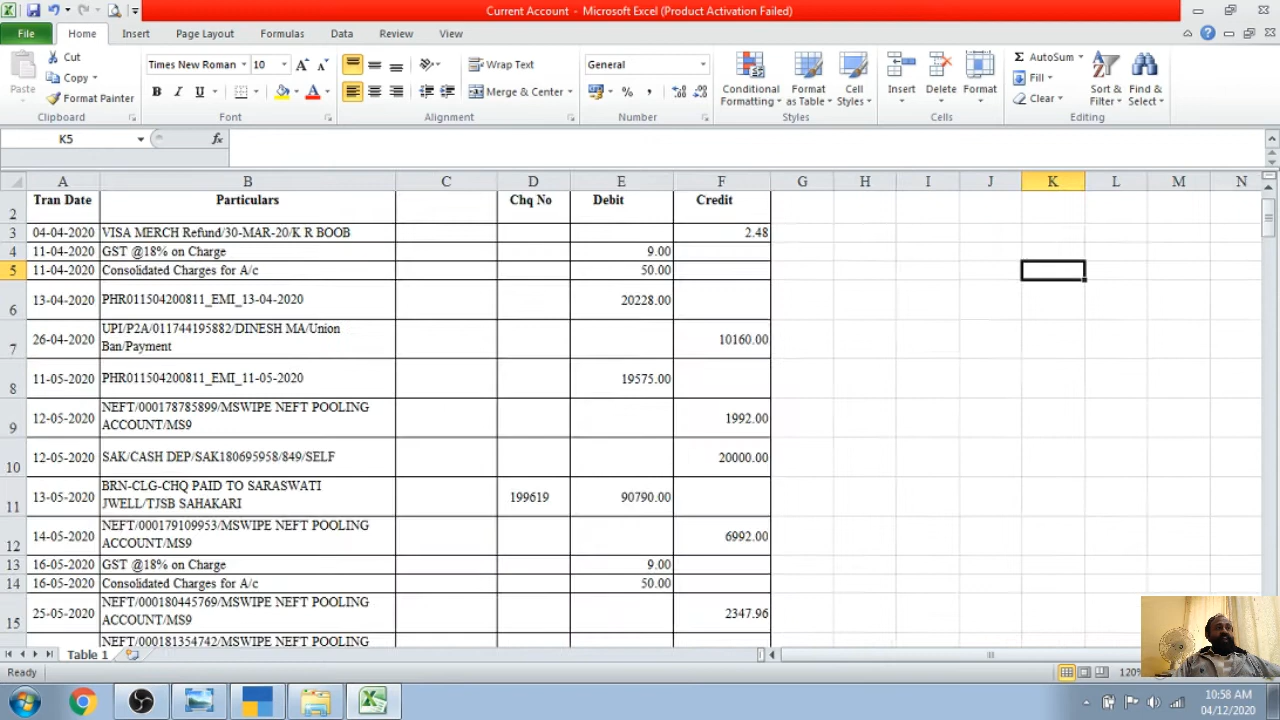 Current Account - Microsoft Excel (Product Activation Failed)
File Home Insert Page Layout Formulas Data Review View
Paste
Cut
Copy
Format Painter
Clipboard
Times New Roman 10
B I U
Font
Wrap Text
Merge & Center
Alignment
General
Number
Conditional Formatting
Format as Table
Cell Styles
Styles
Insert
Delete
Format
Cells
AutoSum
Fill
Clear
Sort & Filter
Find & Select
Editing
K5 fx
A B C D E F G H I J K L M N
2 Tran Date Particulars Chq No Debit Credit
3 04-04-2020 VISA MERCH Refund/30-MAR-20/K R BOOB 2.48
4 11-04-2020 GST @18% on Charge 9.00
5 11-04-2020 Consolidated Charges for A/c 50.00
6 13-04-2020 PHR011504200811_EMI_13-04-2020 20228.00
7 26-04-2020 UPI/P2A/011744195882/DINESH MA/Union
Ban/Payment 10160.00
8 11-05-2020 PHR011504200811_EMI_11-05-2020 19575.00
9 12-05-2020 NEFT/000178785899/MSWIPE NEFT POOLING
ACCOUNT/MS9 1992.00
10 12-05-2020 SAK/CASH DEP/SAK180695958/849/SELF 20000.00
11 13-05-2020 BRN-CLG-CHQ PAID TO SARASWATI
JWELL/TJSB SAHAKARI 199619 90790.00
12 14-05-2020 NEFT/000179109953/MSWIPE NEFT POOLING
ACCOUNT/MS9 6992.00
13 16-05-2020 GST @18% on Charge 9.00
14 16-05-2020 Consolidated Charges for A/c 50.00
15 25-05-2020 NEFT/000180445769/MSWIPE NEFT POOLING
ACCOUNT/MS9 2347.96
NEFT/000181354742/MSWIPE NEFT POOLING
Table 1
Ready 120%
10:58 AM
04/12/2020